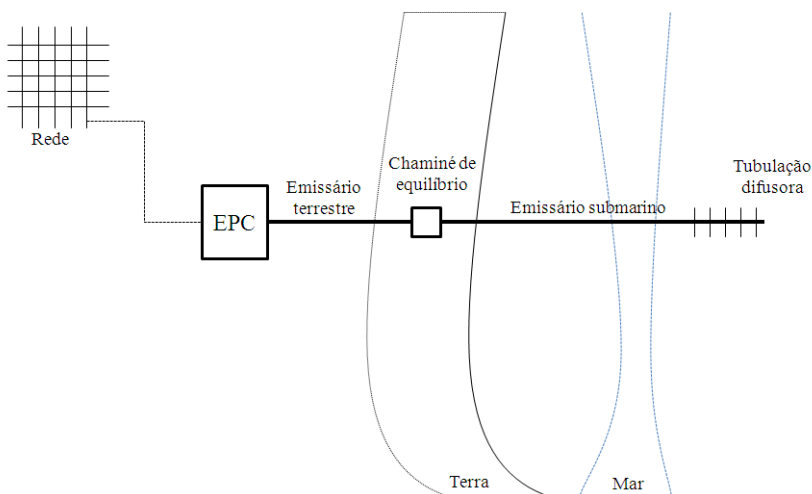 Rede
EPC
Emissário
terrestre
Chaminé de
equilíbrio
Emissário submarino
Tubulação
difusora
Terra
Mar